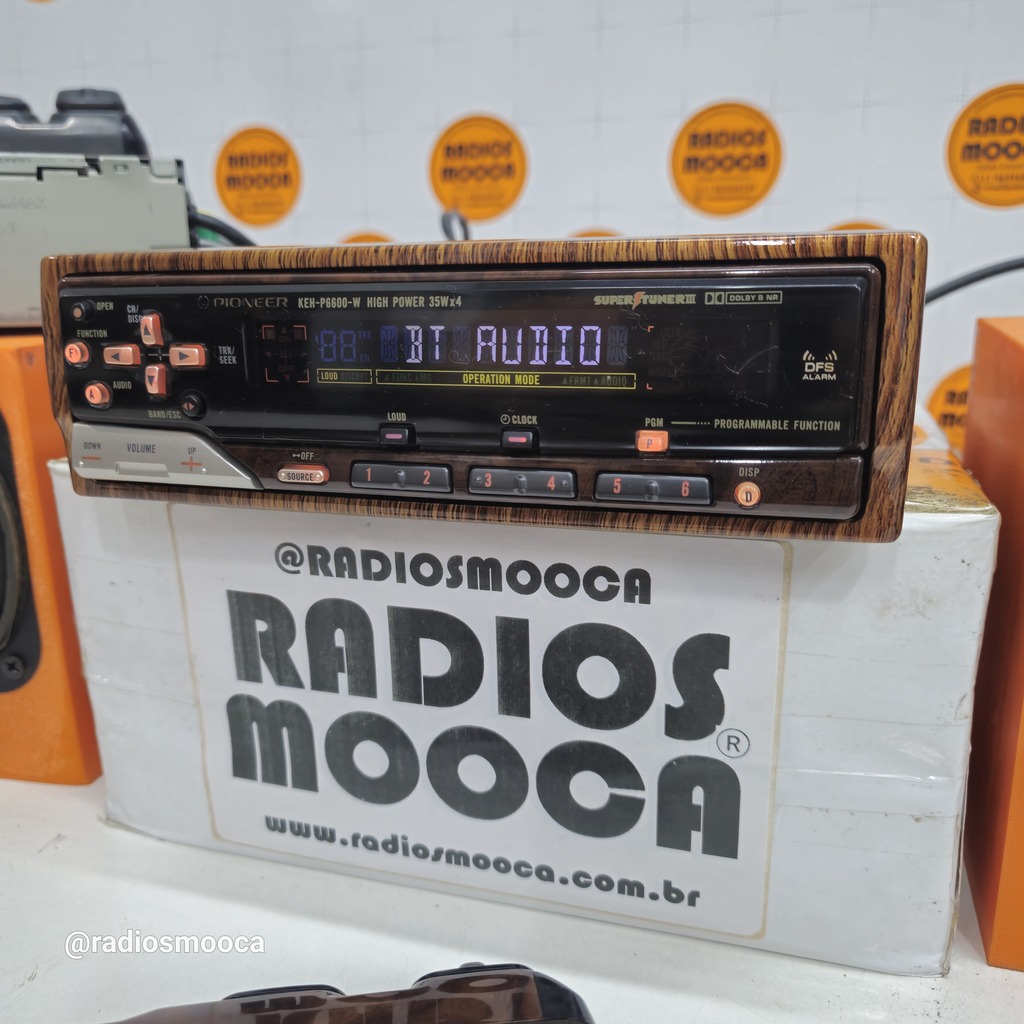 RADIOS
MOOCA
RADIOS
MOOCA
RADIOS
MOOCA
PIONEER KEH-P6600-W HIGH POWER 35Wx4
SUPER TUNER III
DOLBY B NR
OPEN
CH/
DISC
FUNCTION
F
TRK/
SEEK
AUDIO
A
BAND/ESC
BT AUDIO
LOUD
OPERATION MODE
DFS
ALARM
LOUD
CLOCK
PGM
PROGRAMMABLE FUNCTION
P
DOWN
VOLUME
UP
OFF
SOURCE
1 2
3 4
5 6
DISP
D
@RADIOSMOOCA
RADIOS
MOOCA
®
www.radiosmooca.com.br
@radiosmooca